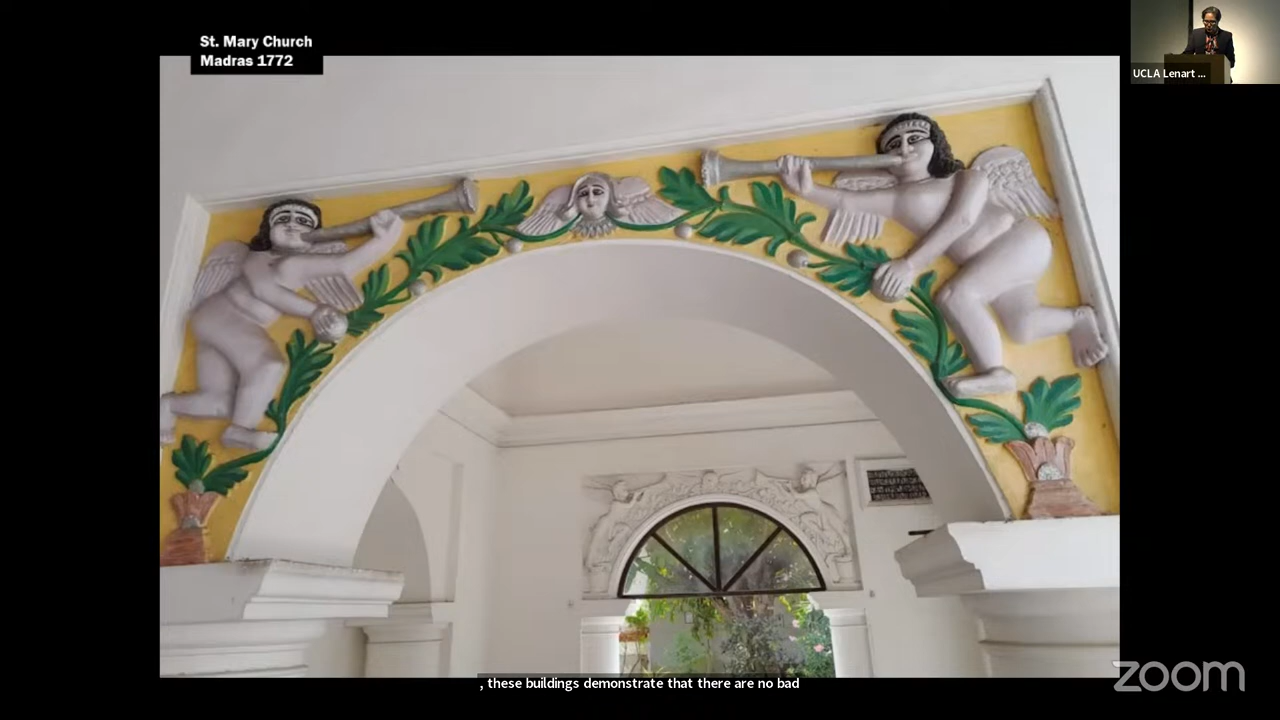 St. Mary Church
Madras 1772
UCLA Lenart ...
, these buildings demonstrate that there are no bad
zoom